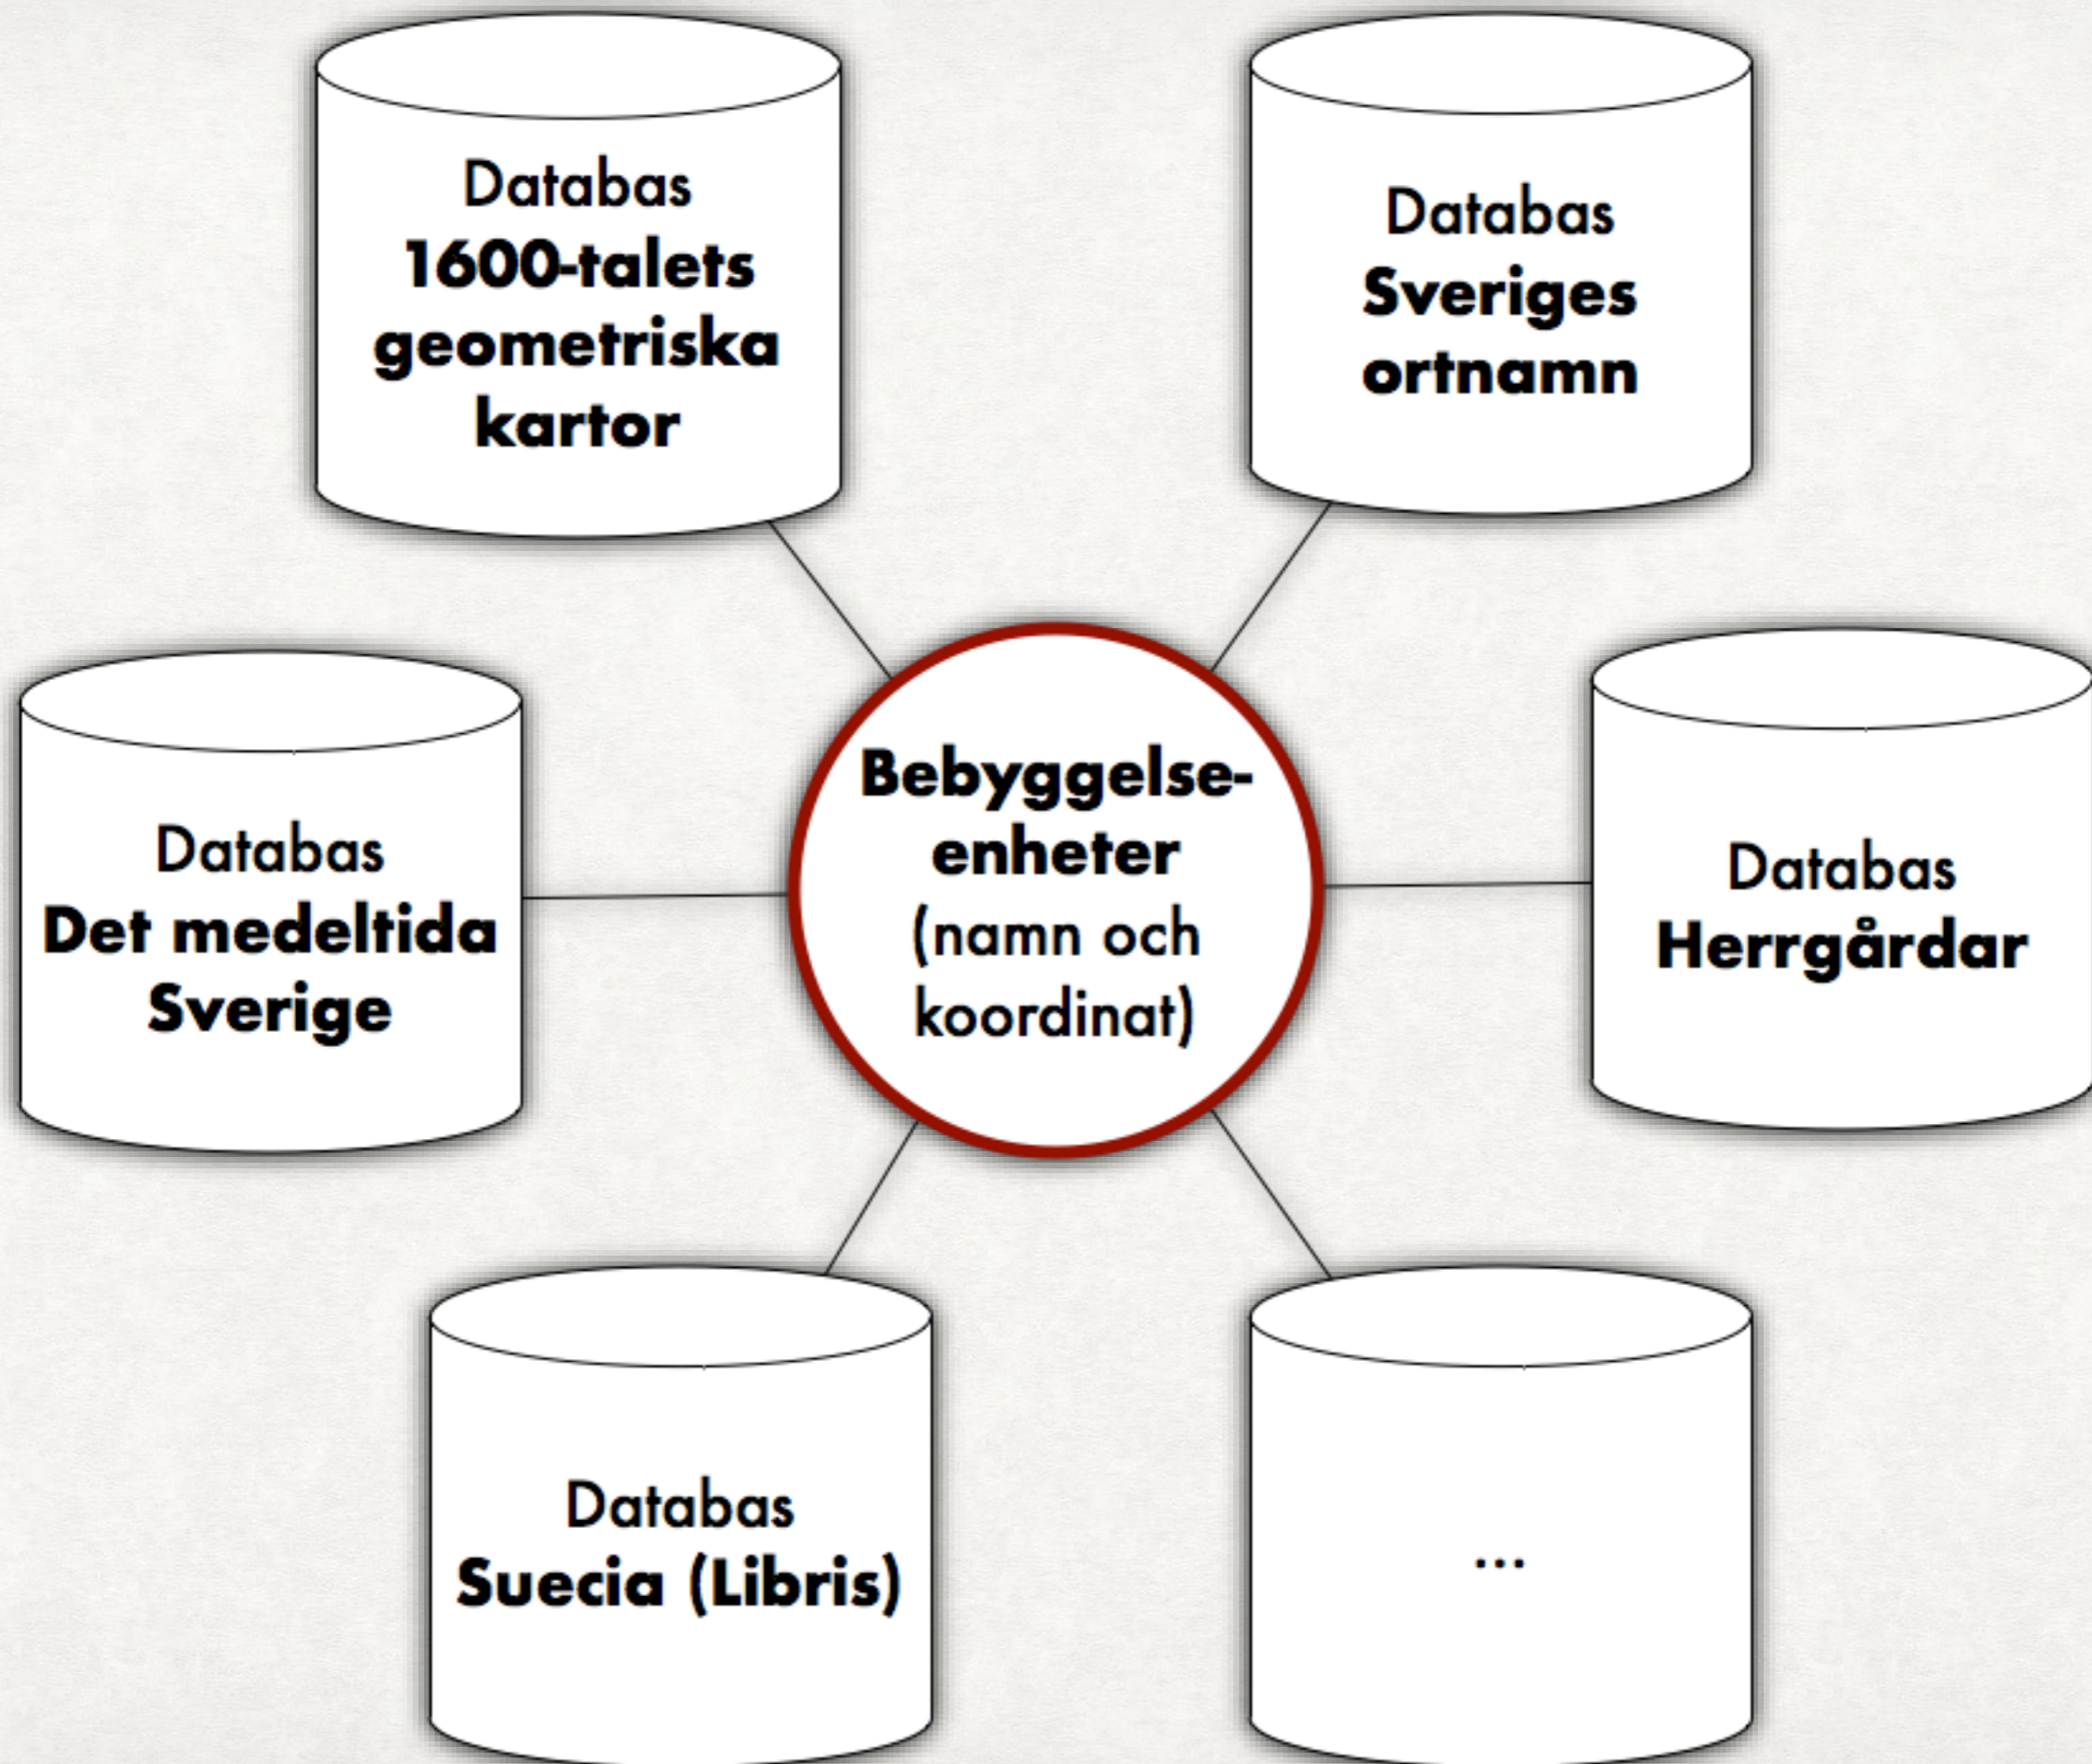 Databas
1600-talets
geometriska
kartor
Databas
Sveriges
ortnamn
Databas
Det medeltida
Sverige
Bebyggelse-
enheter
(namn och
koordinat)
Databas
Herrgårdar
Databas
Suecia (Libris)
...